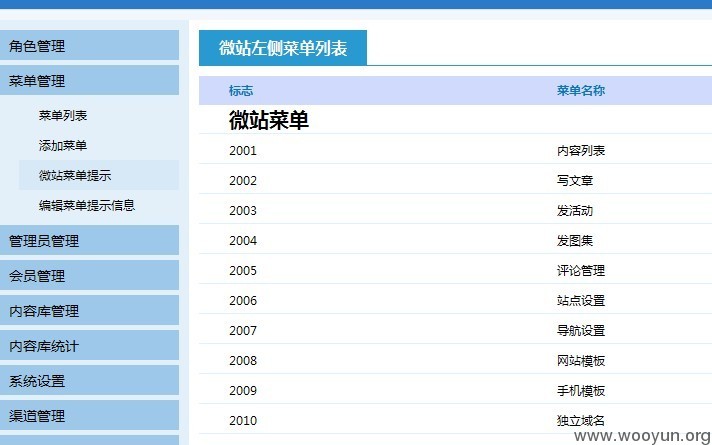 角色管理
菜单管理
菜单列表
添加菜单
微站菜单提示
编辑菜单提示信息
管理员管理
会员管理
内容库管理
内容库统计
系统设置
渠道管理
微站左侧菜单列表
标志 菜单名称
微站菜单
2001 内容列表
2002 写文章
2003 发活动
2004 发图集
2005 评论管理
2006 站点设置
2007 导航设置
2008 网站模板
2009 手机模板
2010 独立域名
www.wooyun.org